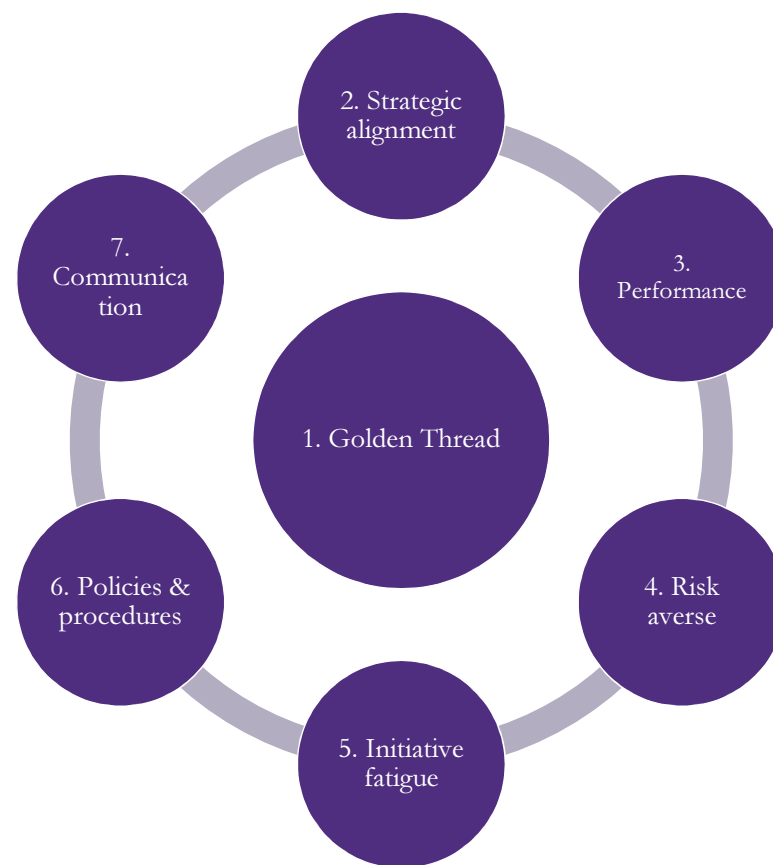 1. Golden Thread
2. Strategic
alignment
3.
Performance
4. Risk
averse
5. Initiative
fatigue
6. Policies &
procedures
7.
Communica
tion